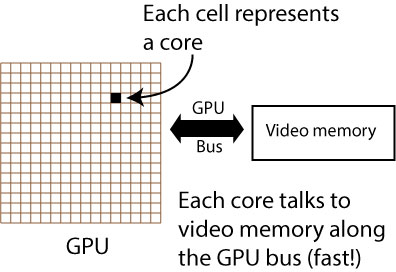 Each cell represents
a core
GPU
Bus
Video memory
Each core talks to
video memory along
the GPU bus (fast!)
GPU